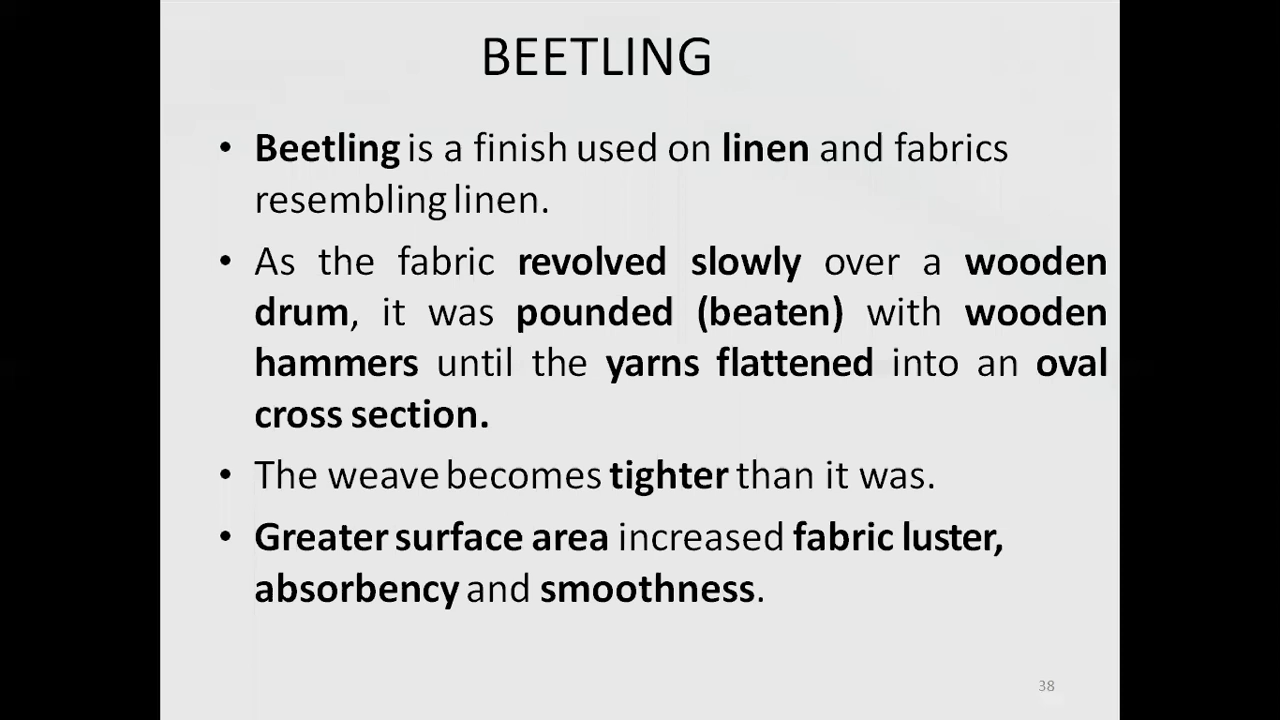 BEETLING
• Beetling is a finish used on linen and fabrics
resembling linen.
• As the fabric revolved slowly over a wooden
drum, it was pounded (beaten) with wooden
hammers until the yarns flattened into an oval
cross section.
• The weave becomes tighter than it was.
• Greater surface area increased fabric luster,
absorbency and smoothness.
38